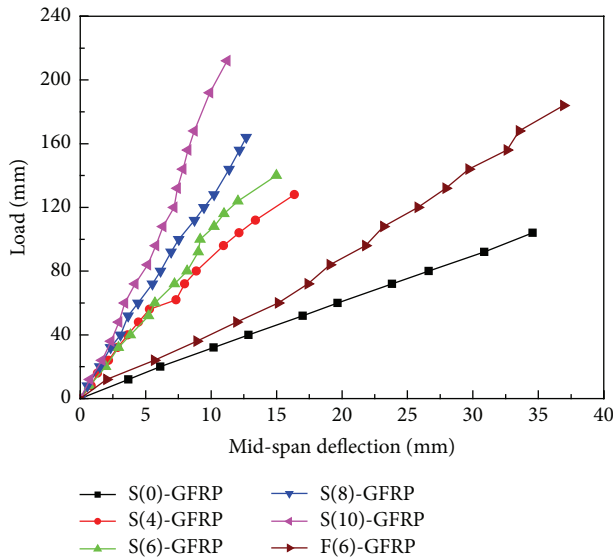 240
200
160
120
80
40
0
Load (mm)
0 5 10 15 20 25 30 35 40
Mid-span deflection (mm)
S(0)-GFRP S(8)-GFRP
S(4)-GFRP S(10)-GFRP
S(6)-GFRP F(6)-GFRP